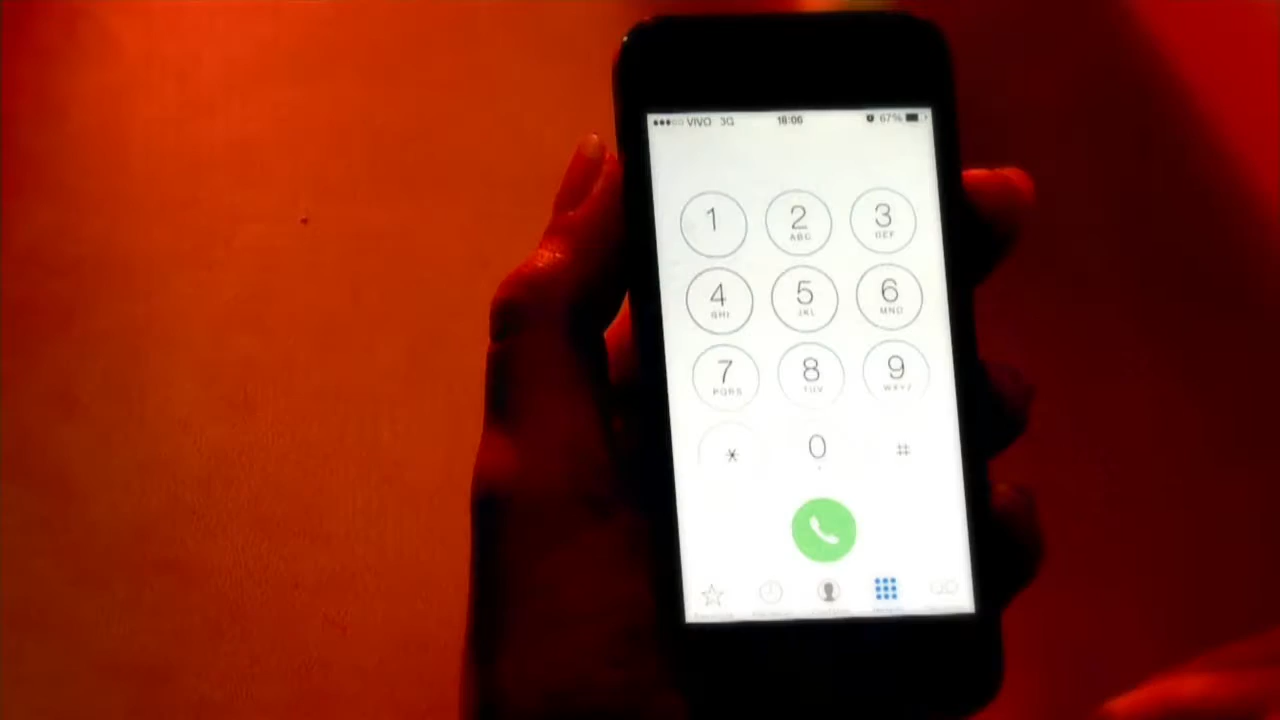 VIVO 3G 18:06 67%
1 2 3
ABC DEF
4 5 6
GHI JKL MNO
7 8 9
PQRS TUV WXYZ
* 0 #